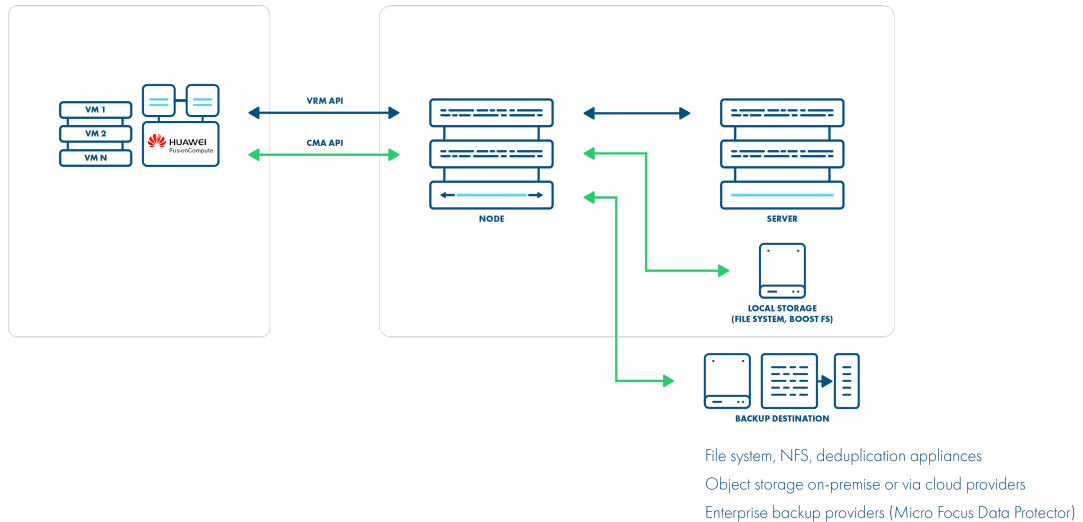 VM 1
VM 2
VM N
HUAWEI
FusionCompute
VRM API
CMA API
NODE
SERVER
LOCAL STORAGE
(FILE SYSTEM, BOOST FS)
BACKUP DESTINATION
File system, NFS, deduplication appliances
Object storage on-premise or via cloud providers
Enterprise backup providers (Micro Focus Data Protector)